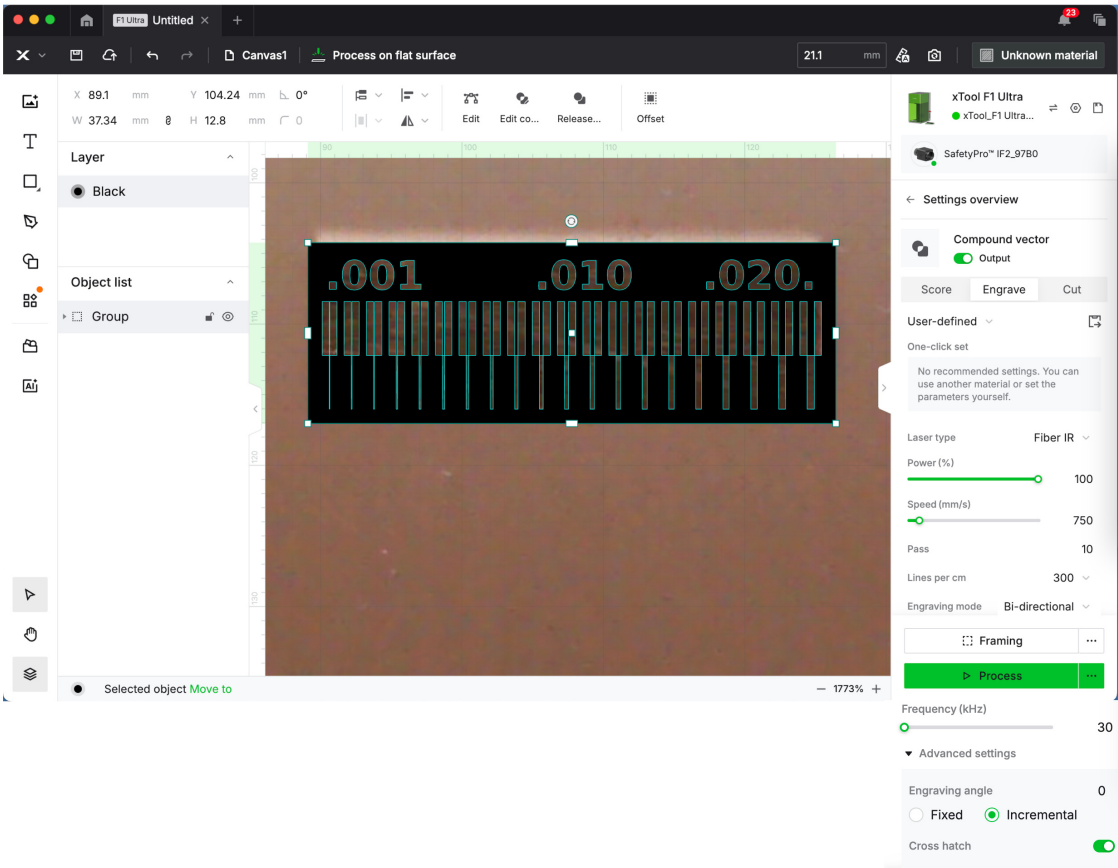 F1 Ultra Untitled
23
Canvas1
Process on flat surface
21.1 mm
Unknown material
X 89.1 mm Y 104.24 mm 0°
W 37.34 mm 8 H 12.8 mm 0
Edit
Edit co...
Release...
Offset
Layer
Black
Object list
Group
90 100 110 120
100
110
120
130
.001 .010 .020.
Selected object Move to
1773%
xTool F1 Ultra
xTool_F1 Ultra...
SafetyPro™ IF2_97B0
Settings overview
Compound vector
Output
Score Engrave Cut
User-defined
One-click set
No recommended settings. You can
use another material or set the
parameters yourself.
Laser type Fiber IR
Power (%)
100
Speed (mm/s)
750
Pass 10
Lines per cm 300
Engraving mode Bi-directional
Framing
Process
Frequency (kHz)
30
Advanced settings
Engraving angle 0
Fixed Incremental
Cross hatch